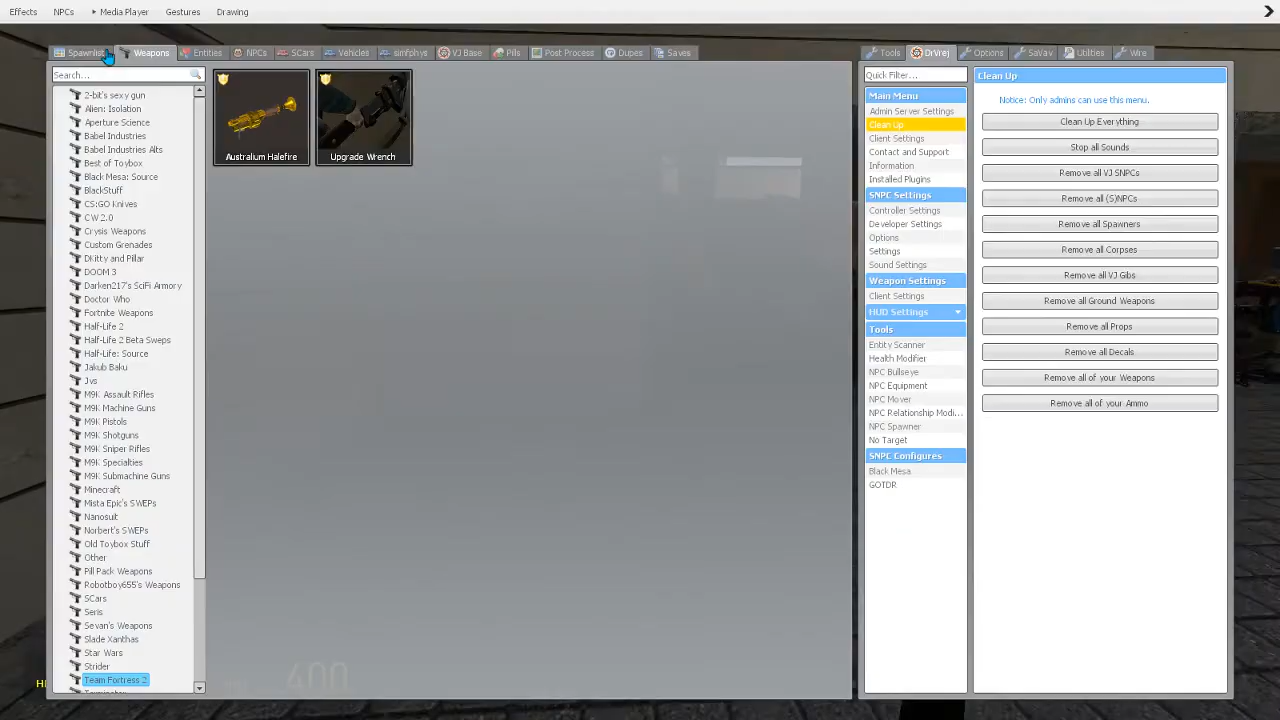 Effects NPCs Media Player Gestures Drawing
Spawnlist Weapons Entities NPCs SCars Vehicles simfphys VJ Base Pills Post Process Dupes Saves
Search...
2-bit's sexy gun
Alien: Isolation
Aperture Science
Babel Industries
Babel Industries Alts
Best of Toybox
Black Mesa: Source
BlackStuff
CS:GO Knives
CW 2.0
Crysis Weapons
Custom Grenades
DKitty and Pillar
DOOM 3
Darken217's SciFi Armory
Doctor Who
Fortnite Weapons
Half-Life 2
Half-Life 2 Beta Sweps
Half-Life: Source
Jakub Baku
Jvs
M9K Assault Rifles
M9K Machine Guns
M9K Pistols
M9K Shotguns
M9K Sniper Rifles
M9K Specialties
M9K Submachine Guns
Minecraft
Mista Epic's SWEPs
Nanosuit
Norbert's SWEPs
Old Toybox Stuff
Other
Pill Pack Weapons
Robotboy655's Weapons
SCars
Seris
Sevan's Weapons
Slade Xanthas
Star Wars
Strider
Team Fortress 2
Australium Halefire
Upgrade Wrench
400
Tools DrVrej Options SaVav Utilities Wire
Quick Filter...
Main Menu
Admin Server Settings
Clean Up
Client Settings
Contact and Support
Information
Installed Plugins
SNPC Settings
Controller Settings
Developer Settings
Options
Settings
Sound Settings
Weapon Settings
Client Settings
HUD Settings
Tools
Entity Scanner
Health Modifier
NPC Bullseye
NPC Equipment
NPC Mover
NPC Relationship Modi...
NPC Spawner
No Target
SNPC Configures
Black Mesa
GOTDR
Clean Up
Notice: Only admins can use this menu.
Clean Up Everything
Stop all Sounds
Remove all VJ SNPCs
Remove all (S)NPCs
Remove all Spawners
Remove all Corpses
Remove all VJ Gibs
Remove all Ground Weapons
Remove all Props
Remove all Decals
Remove all of your Weapons
Remove all of your Ammo